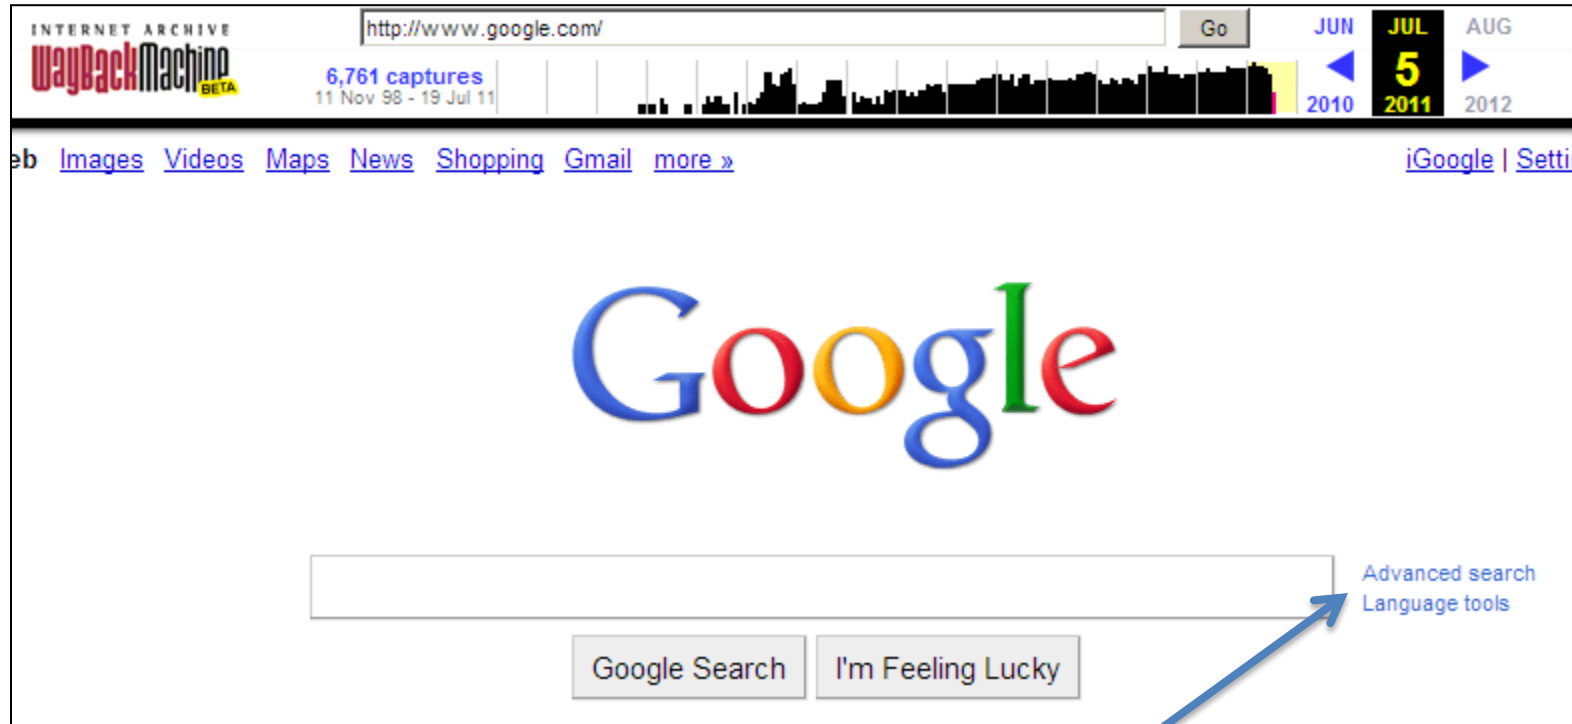 INTERNET ARCHIVE
WayBackMachine
BETA
http://www.google.com/
Go
6,761 captures
11 Nov 98 - 19 Jul 11
JUN JUL AUG
5
2010 2011 2012
eb Images Videos Maps News Shopping Gmail more »
iGoogle | Setti
Google
Advanced search
Language tools
Google Search I'm Feeling Lucky